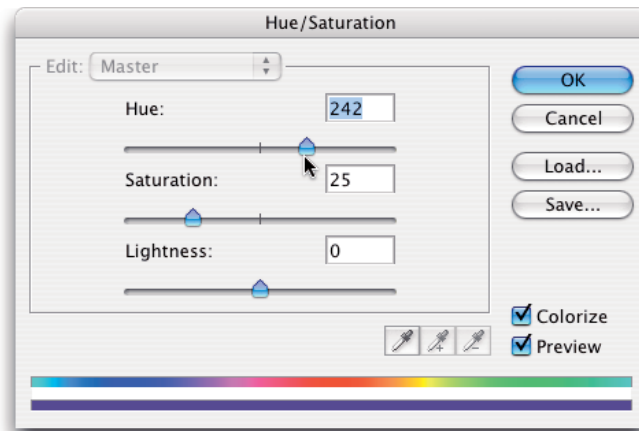 Hue/Saturation
Edit: Master
Hue: 242
Saturation: 25
Lightness: 0
OK
Cancel
Load...
Save...
Colorize
Preview